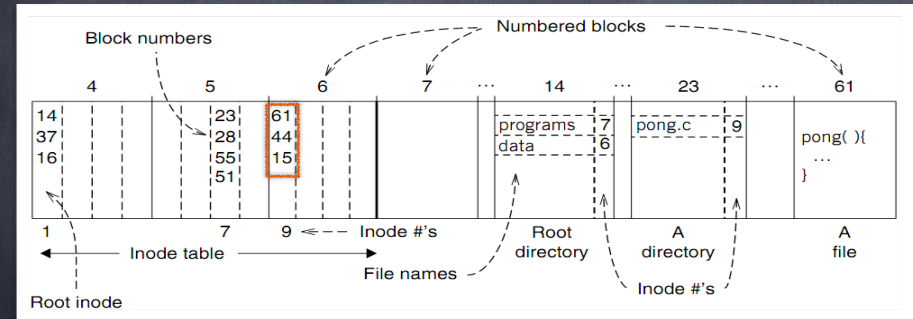 Block numbers
Numbered blocks
4 5 6 7 ... 14 ... 23 ... 61
14 23 61
37 28 44
16 55 15
51
programs 7 pong.c 9
data 6
pong( ){
...
}
1 7 9 Inode #'s
Inode table
Root directory
A directory
A file
File names
Inode #'s
Root inode